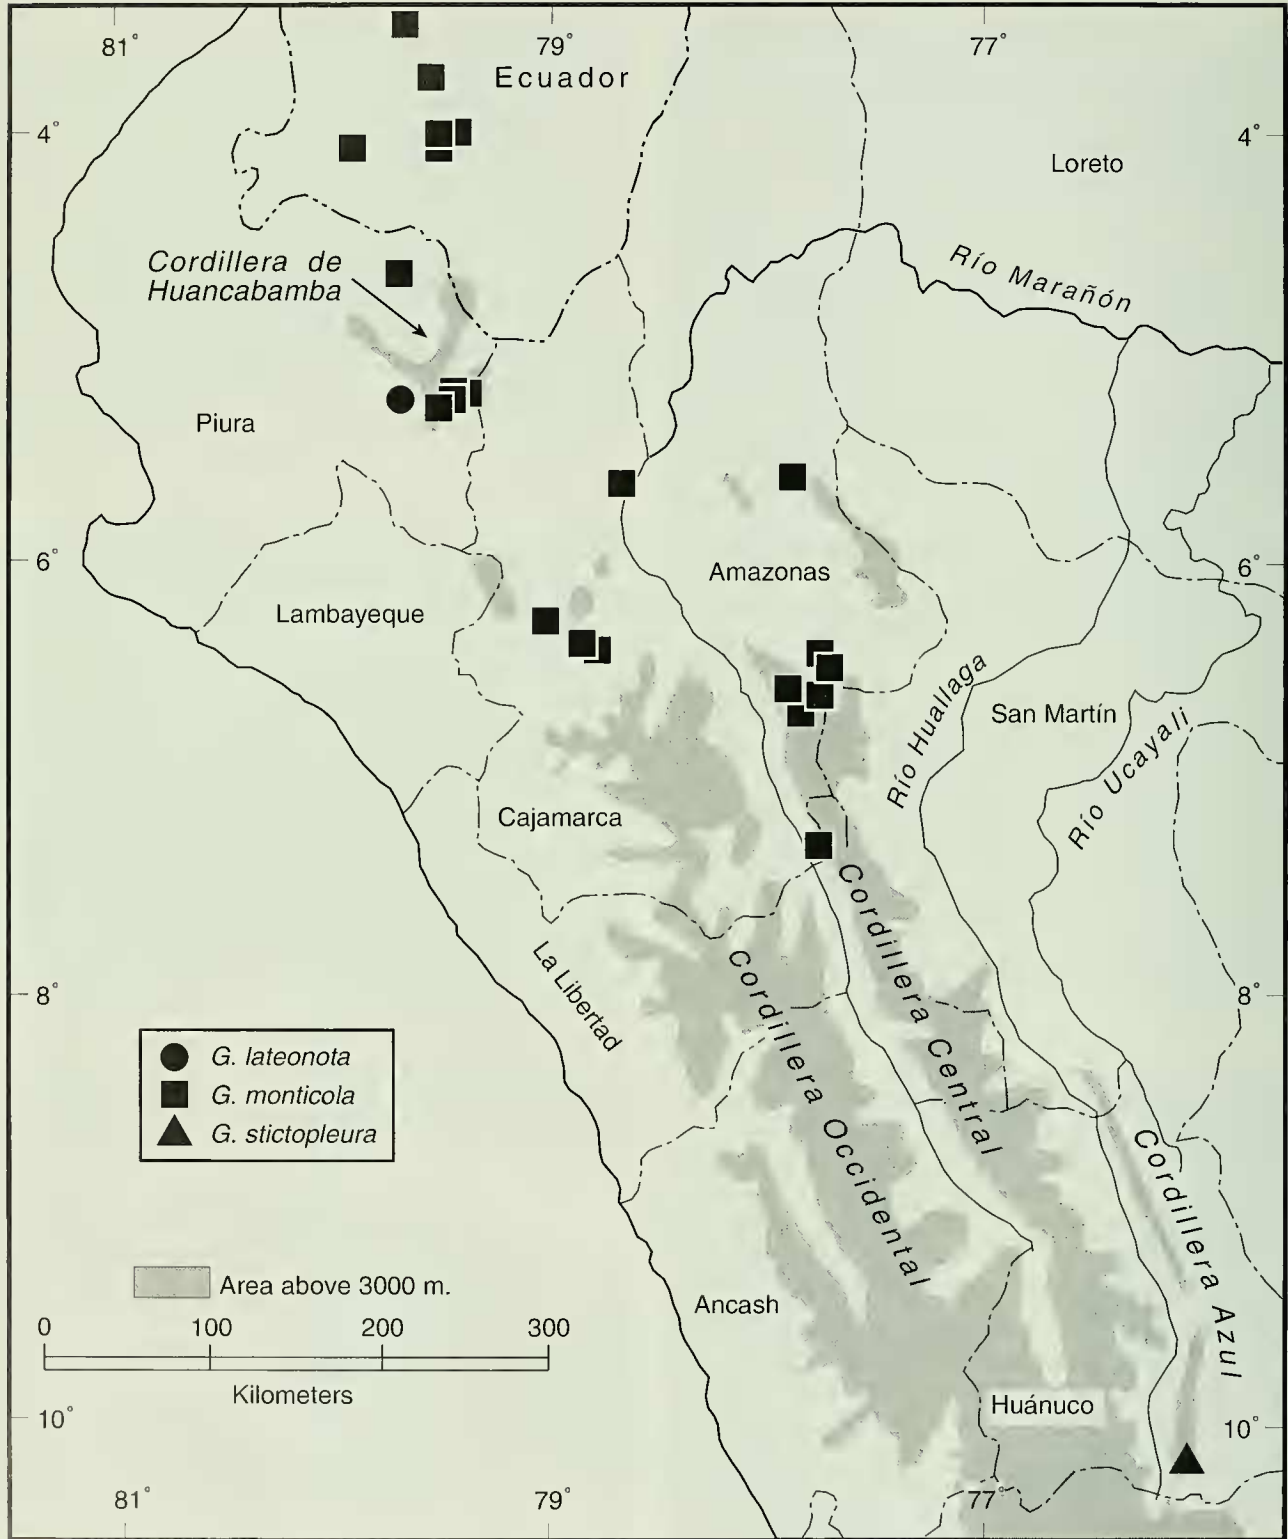 81°
79°
77°
Ecuador
4°
4°
Loreto
Cordillera de
Huancabamba
Río Marañón
Piura
6°
Amazonas
6°
Lambayeque
Río Huallaga
San Martín
Río Ucayali
Cajamarca
Cordillera Central
La Libertad
Cordillera Occidental
8°
8°
G. lateonota
G. monticola
G. stictopleura
Cordillera Azul
Area above 3000 m.
Ancash
0 100 200 300
Kilometers
Huánuco
10°
10°
81°
79°
77°